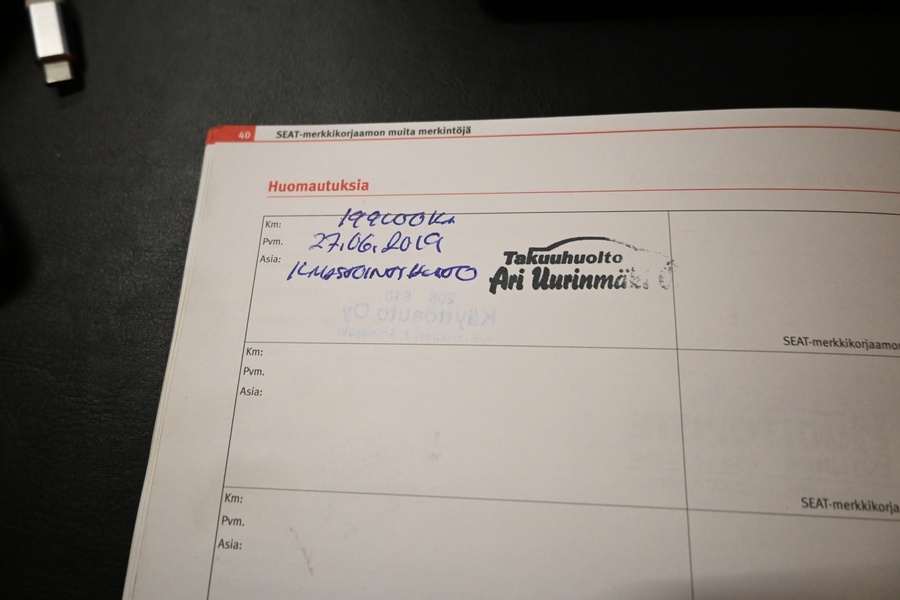 40 SEAT-merkkikorjaamon muita merkintöjä
Huomautuksia
Km:
Pvm. 27.06.2019
Asia: ILMASTOINTIHUOLTO
Takuuhuolto
Ari Uurinmäki
Käyttöauto Oy
SEAT-merkkikorjaamon
Km:
Pvm.
Asia:
SEAT-merkkikorja
Km:
Pvm.
Asia: